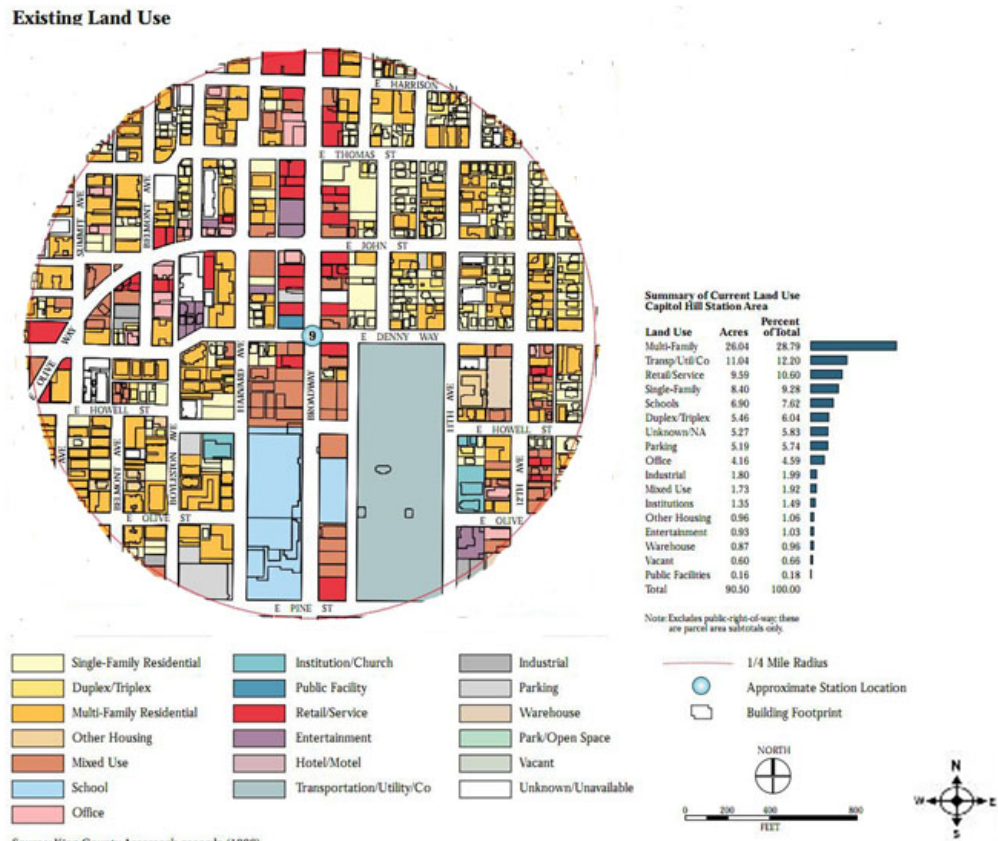 Existing Land Use
E HARRISON ST
E THOMAS ST
SUMMIT AVE
BELMONT AVE
E JOHN ST
9
E DENNY WAY
E OLIVE WAY
HARVARD AVE
BROADWAY
11TH AVE
E HOWELL ST
E HOWELL ST
AVE
BELMONT AVE
BOYLESTON AVE
12TH AVE
E OLIVE ST
E OLIVE
E PINE ST
Summary of Current Land Use
Capitol Hill Station Area
Land Use Acres Percent of Total
Multi-Family 26.04 28.79
Transp/Util/Co 11.04 12.20
Retail/Service 9.59 10.60
Single-Family 8.40 9.28
Schools 6.90 7.62
Duplex/Triplex 5.46 6.04
Unknown/NA 5.27 5.83
Parking 5.19 5.74
Office 4.16 4.59
Industrial 1.80 1.99
Mixed Use 1.73 1.92
Institutions 1.35 1.49
Other Housing 0.96 1.06
Entertainment 0.93 1.03
Warehouse 0.87 0.96
Vacant 0.60 0.66
Public Facilities 0.16 0.18
Total 90.50 100.00
Note: Excludes public-right-of-way; these
are parcel area subtotals only.
Single-Family Residential
Duplex/Triplex
Multi-Family Residential
Other Housing
Mixed Use
School
Office
Institution/Church
Public Facility
Retail/Service
Entertainment
Hotel/Motel
Transportation/Utility/Co
Industrial
Parking
Warehouse
Park/Open Space
Vacant
Unknown/Unavailable
1/4 Mile Radius
Approximate Station Location
Building Footprint
NORTH
0 200 400 800
FEET
N
W E
S